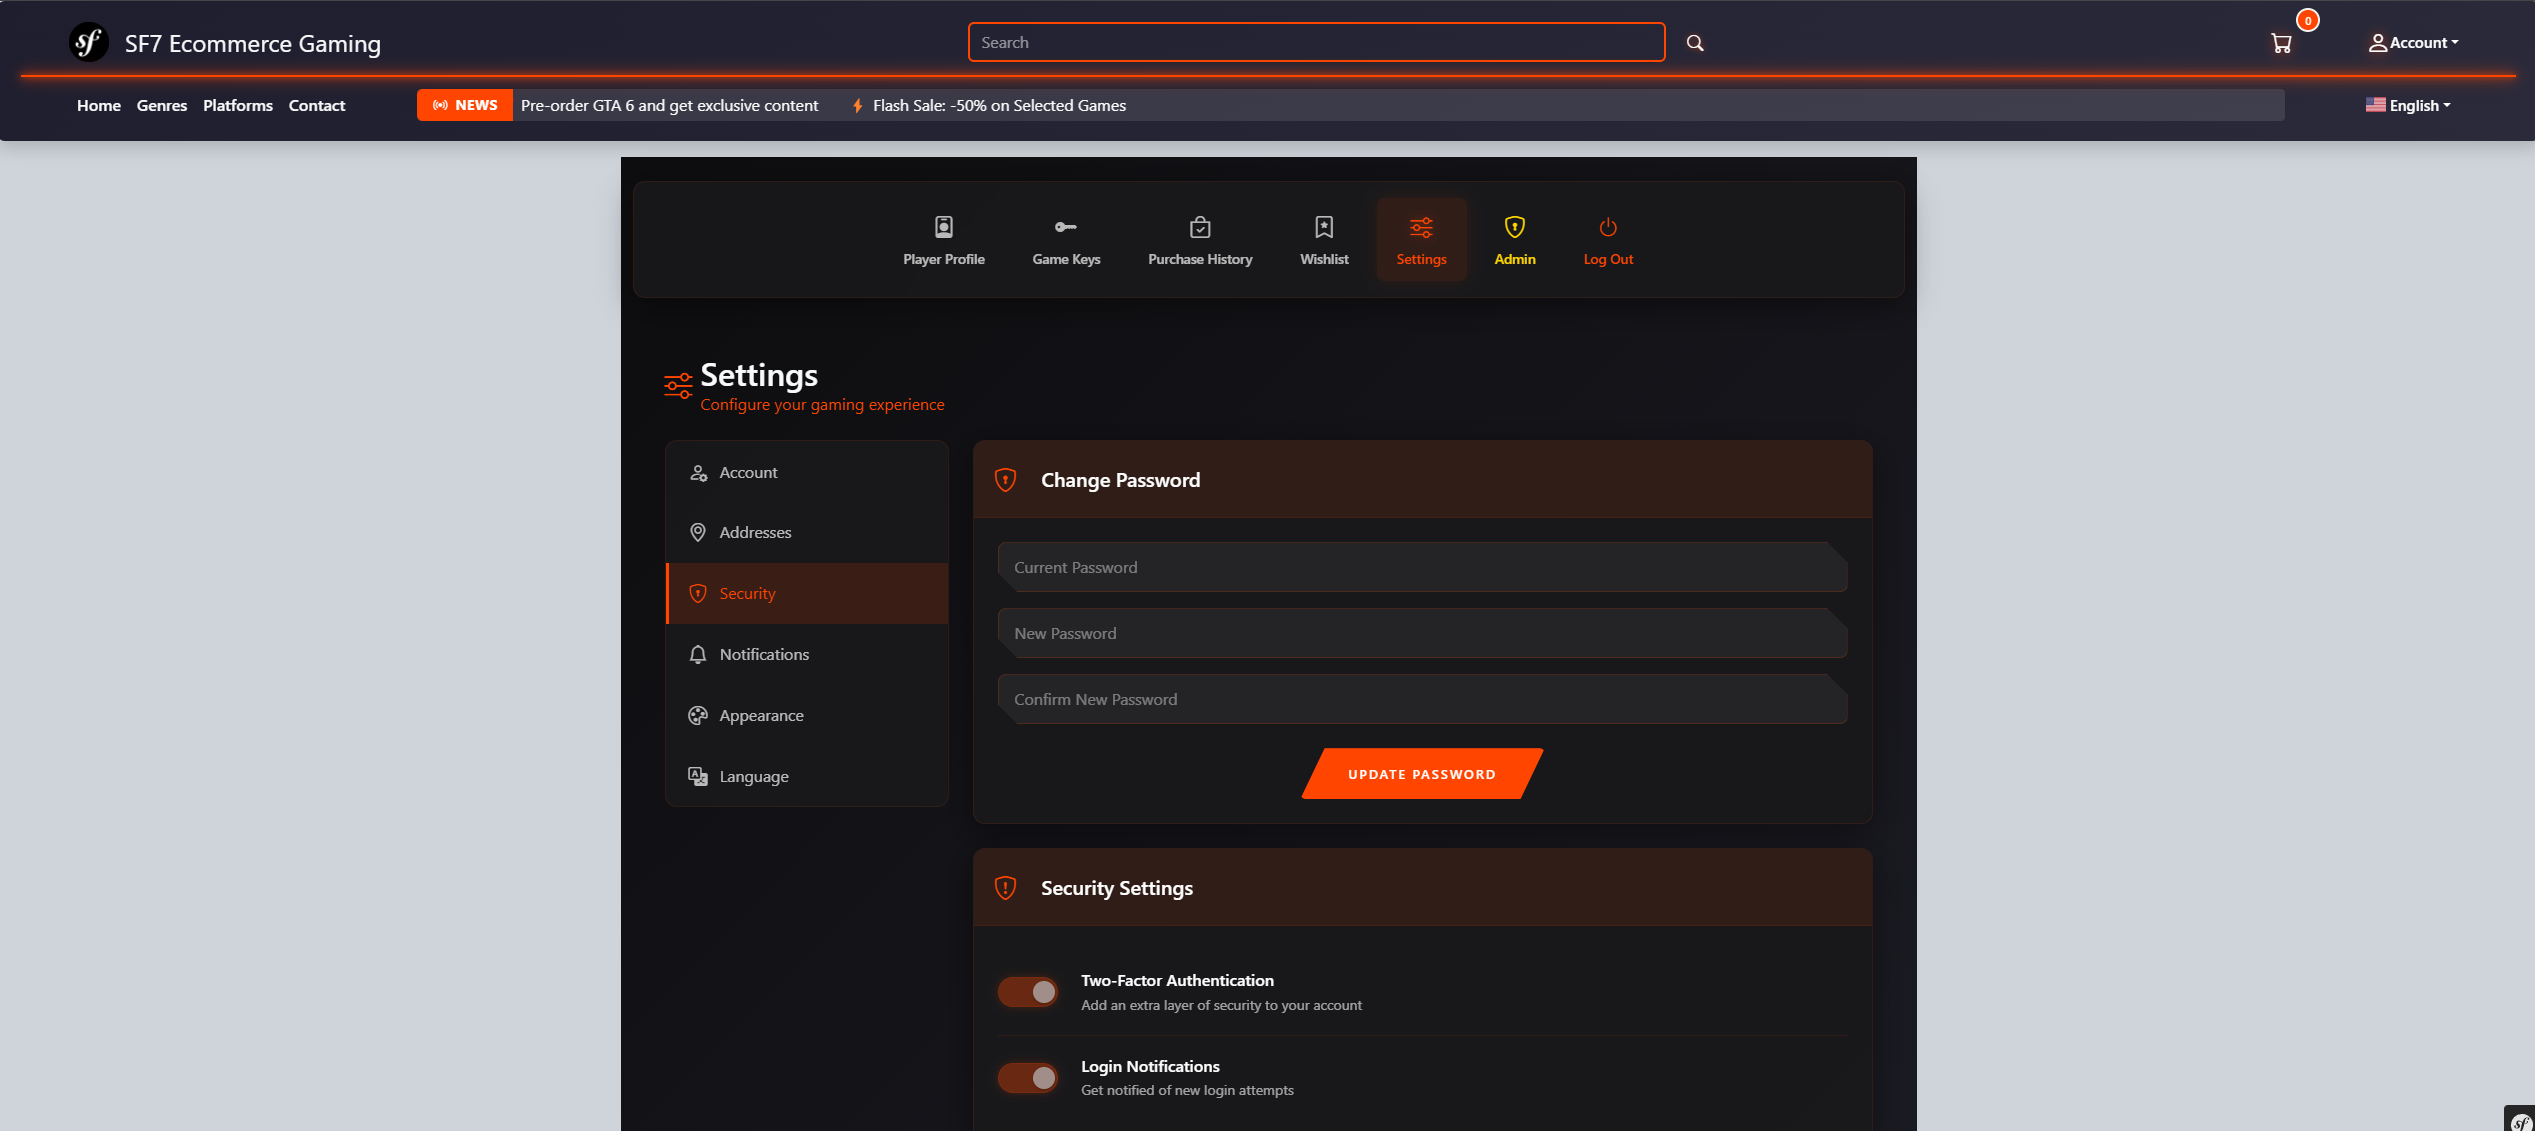 sf SF7 Ecommerce Gaming
Search
0
Account
Home Genres Platforms Contact
NEWS Pre-order GTA 6 and get exclusive content Flash Sale: -50% on Selected Games
English
Player Profile Game Keys Purchase History Wishlist Settings Admin Log Out
Settings
Configure your gaming experience
Account
Addresses
Security
Notifications
Appearance
Language
Change Password
Current Password
New Password
Confirm New Password
UPDATE PASSWORD
Security Settings
Two-Factor Authentication
Add an extra layer of security to your account
Login Notifications
Get notified of new login attempts
sf